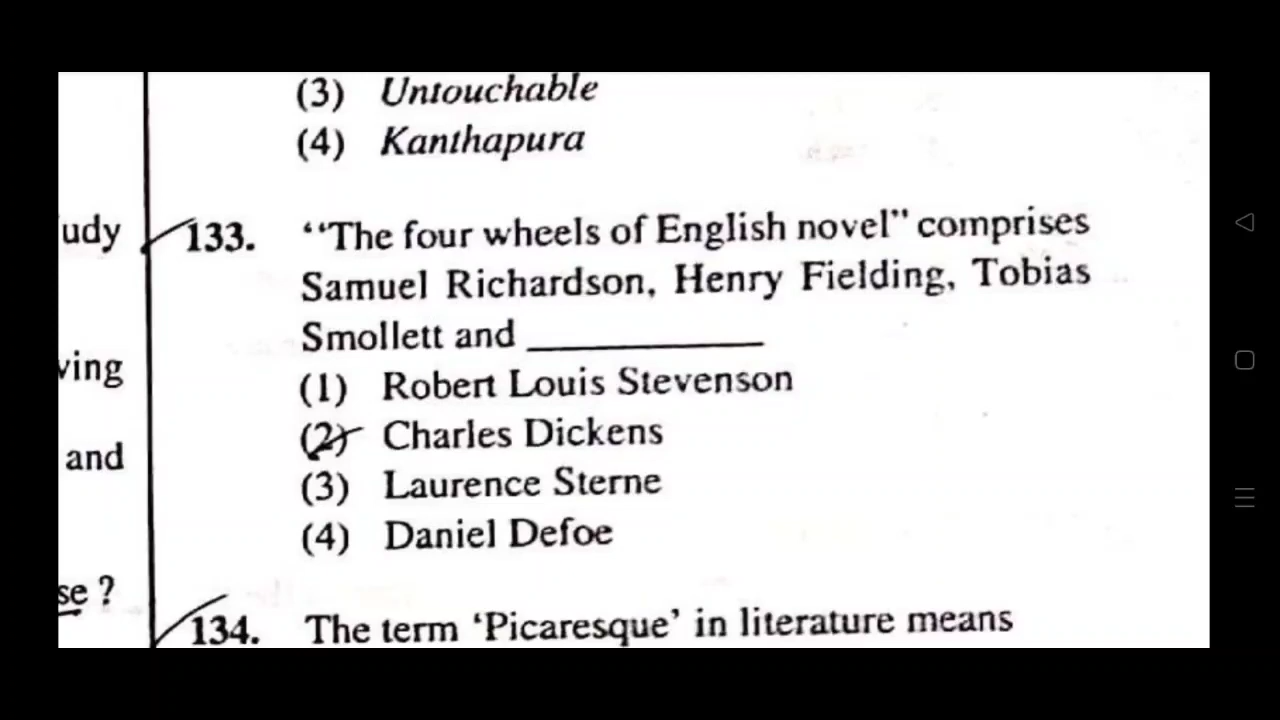 (3) Untouchable
(4) Kanthapura
udy
133. “The four wheels of English novel” comprises
Samuel Richardson, Henry Fielding, Tobias
Smollett and ____________
ving
(1) Robert Louis Stevenson
(2) Charles Dickens
and
(3) Laurence Sterne
(4) Daniel Defoe
se ?
134. The term ‘Picaresque’ in literature means